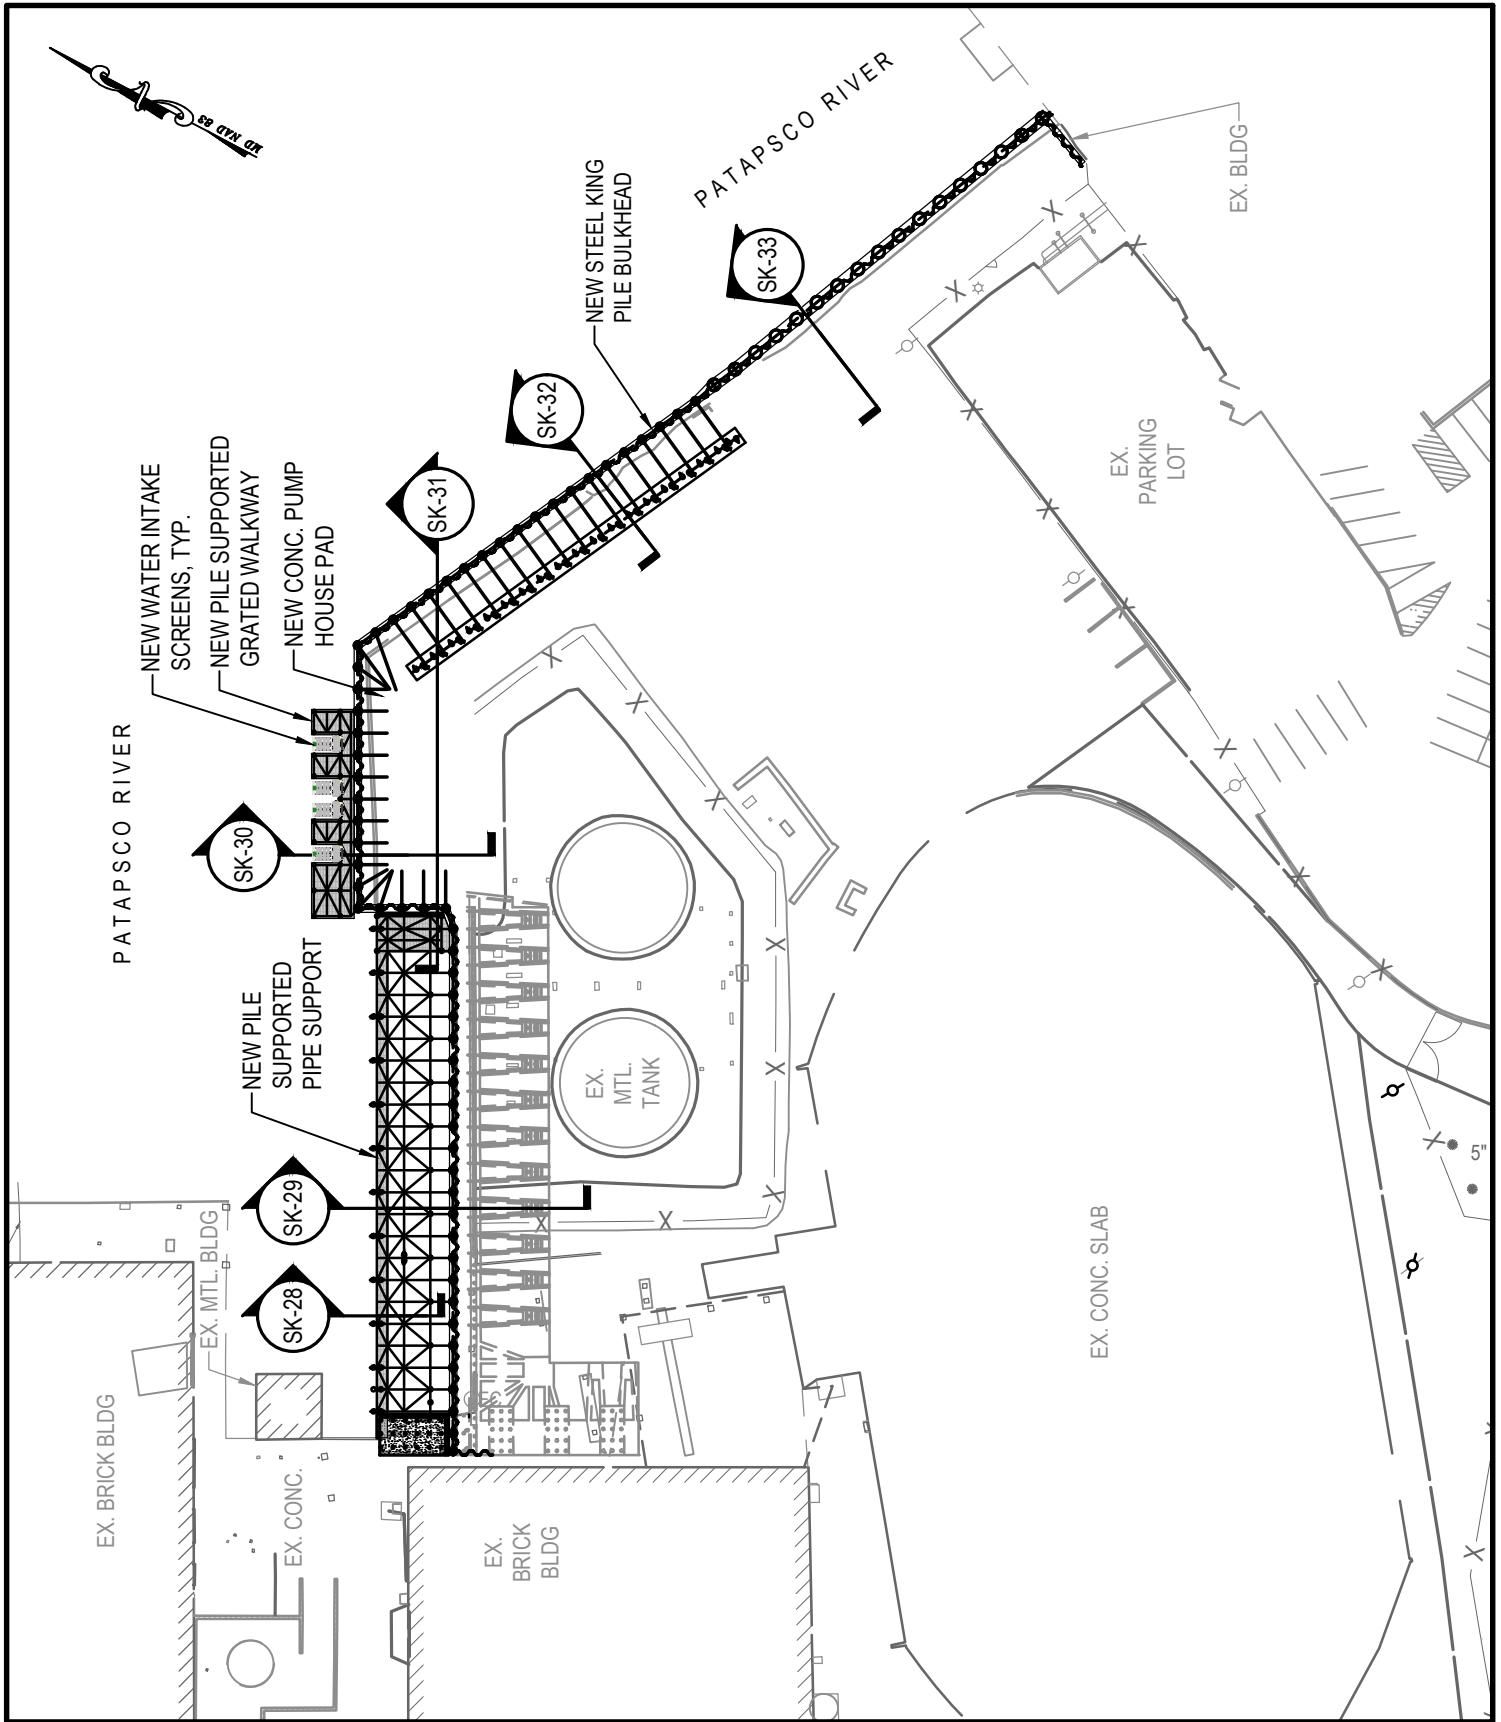 MD NAD 83
PATAPSCO RIVER
PATAPSCO RIVER
NEW WATER INTAKE
SCREENS, TYP.
NEW PILE SUPPORTED
GRATED WALKWAY
NEW CONC. PUMP
HOUSE PAD
NEW STEEL KING
PILE BULKHEAD
NEW PILE
SUPPORTED
PIPE SUPPORT
SK-28
SK-29
SK-30
SK-31
SK-32
SK-33
EX. BRICK BLDG
EX. MTL. BLDG
EX. CONC.
EX.
BRICK
BLDG
EX.
MTL.
TANK
EX. CONC. SLAB
EX.
PARKING
LOT
EX. BLDG
5"